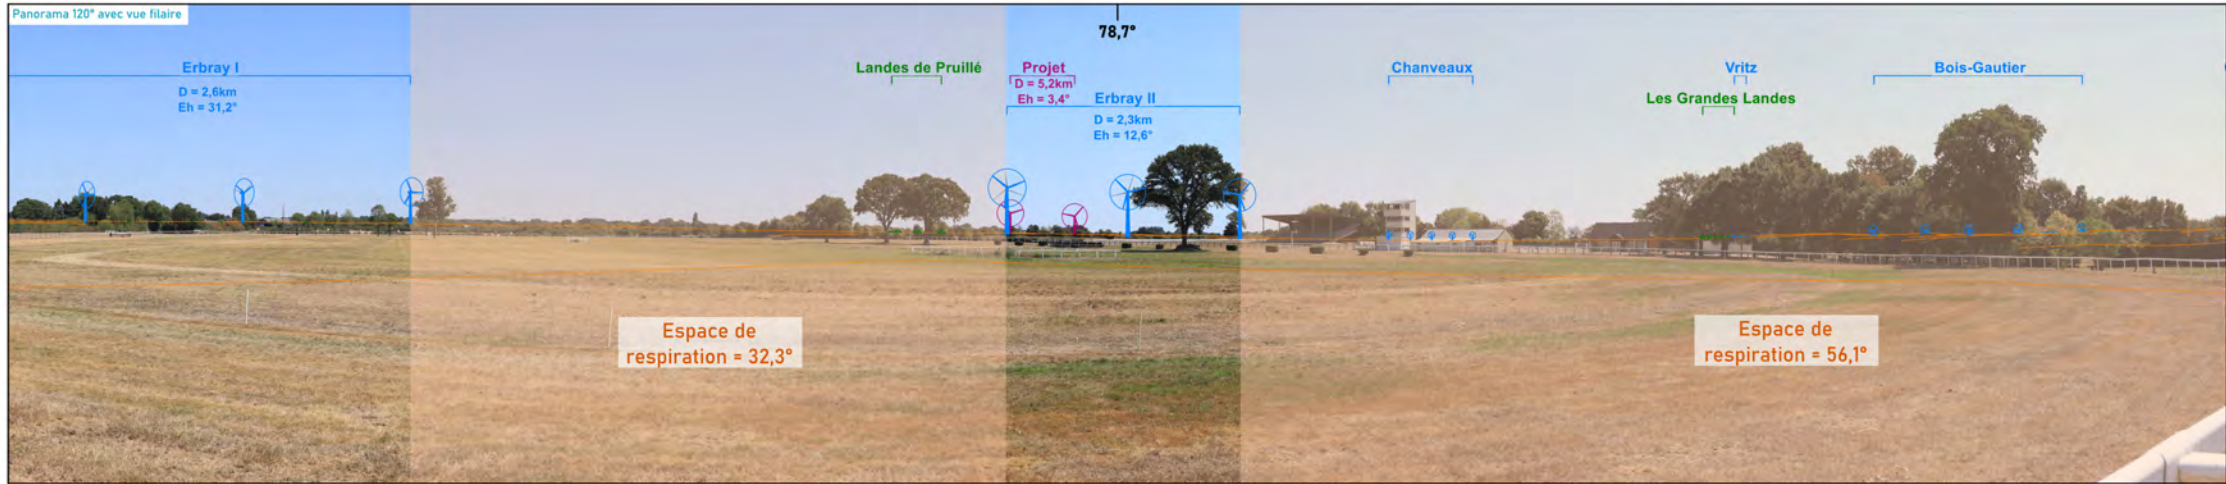 Panorama 120° avec vue filaire
78,7°
Erbray I
D = 2,6km
Eh = 31,2°
Landes de Pruillé
Projet
D = 5,2km
Eh = 3,4°
Erbray II
D = 2,3km
Eh = 12,6°
Chanveaux
Vritz
Les Grandes Landes
Bois-Gautier
Espace de
respiration = 32,3°
Espace de
respiration = 56,1°